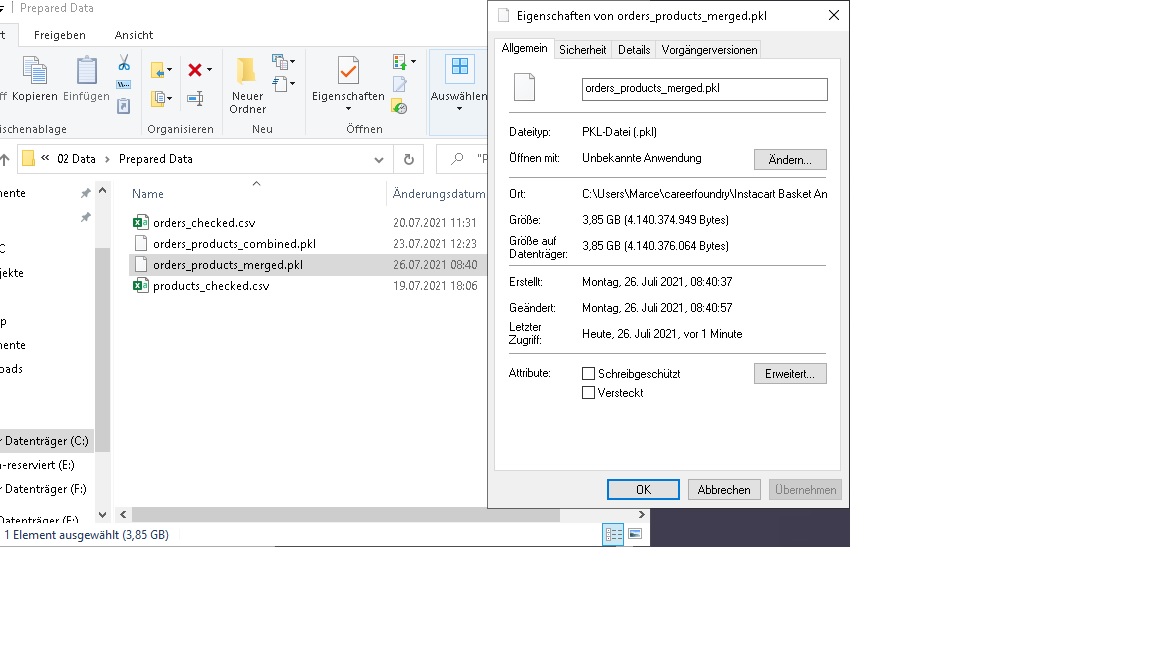 Prepared Data
Freigeben Ansicht
Kopieren Einfügen
Neuer Ordner
Eigenschaften
Auswählen
Organisieren Neu Öffnen
02 Data › Prepared Data
Name Änderungsdatum
orders_checked.csv 20.07.2021 11:31
orders_products_combined.pkl 23.07.2021 12:23
orders_products_merged.pkl 26.07.2021 08:40
products_checked.csv 19.07.2021 18:06
Datenträger (C:)
-reserviert (E:)
Datenträger (F:)
1 Element ausgewählt (3,85 GB)
Eigenschaften von orders_products_merged.pkl
Allgemein Sicherheit Details Vorgängerversionen
orders_products_merged.pkl
Dateityp: PKL-Datei (.pkl)
Öffnen mit: Unbekannte Anwendung Ändern...
Ort: C:\Users\Marce\careerfoundry\Instacart Basket An
Größe: 3,85 GB (4.140.374.949 Bytes)
Größe auf Datenträger: 3,85 GB (4.140.376.064 Bytes)
Erstellt: Montag, 26. Juli 2021, 08:40:37
Geändert: Montag, 26. Juli 2021, 08:40:57
Letzter Zugriff: Heute, 26. Juli 2021, vor 1 Minute
Attribute: Schreibgeschützt Erweitert...
Versteckt
OK Abbrechen Übernehmen